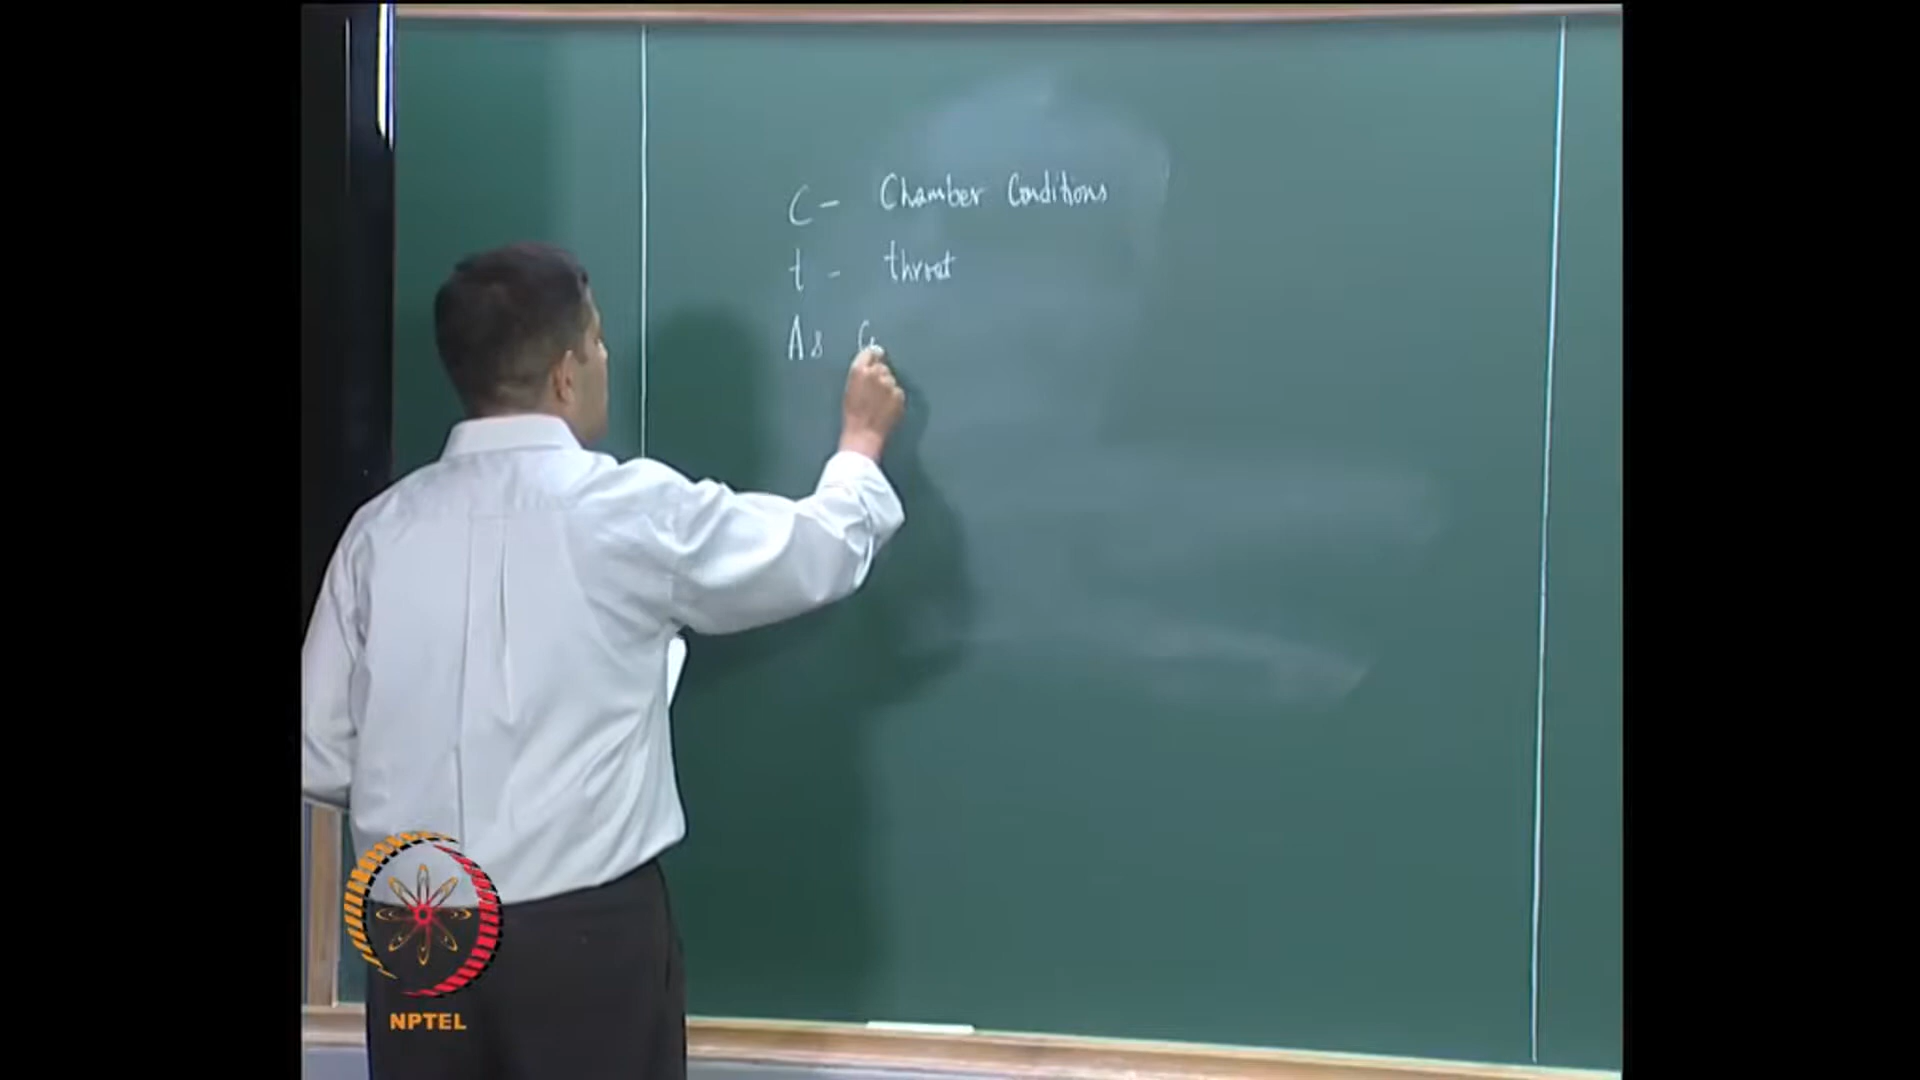 C - Chamber Conditions
t - throat
As
NPTEL